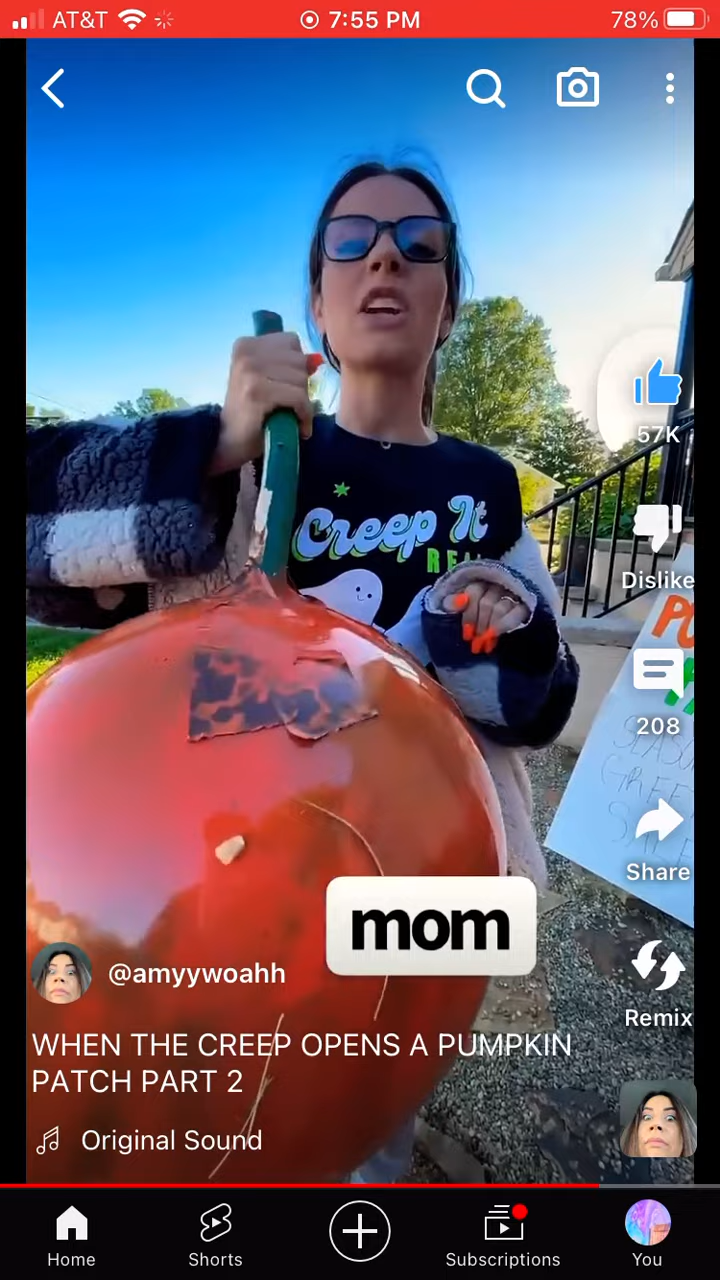 AT&T
7:55 PM
78%
57K
Creep It
Dislike
208
Share
mom
@amyywoahh
WHEN THE CREEP OPENS A PUMPKIN
PATCH PART 2
Remix
Original Sound
Home
Shorts
Subscriptions
You